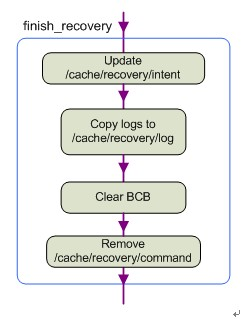 finish_recovery
Update
/cache/recovery/intent
Copy logs to
/cache/recovery/log
Clear BCB
Remove
/cache/recovery/command